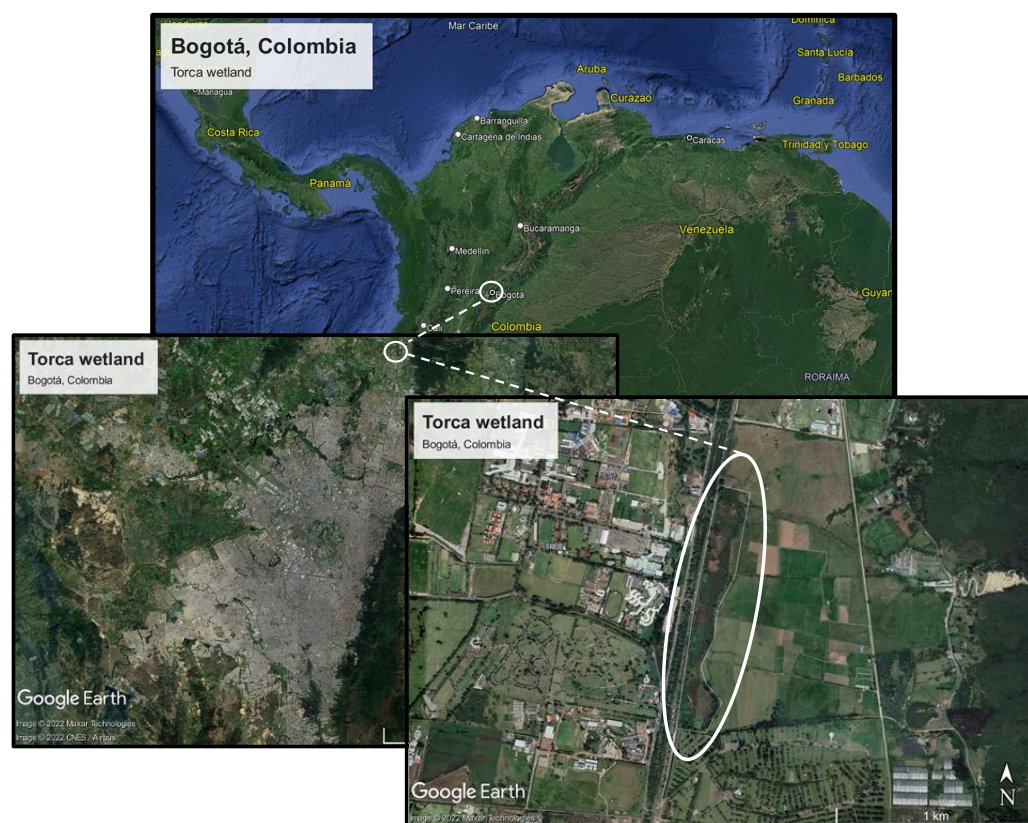 Honduras
Dominica
Mar Caribe
Bogotá, Colombia
Torca wetland
Santa Lucía
Barbados
Aruba
Curazao
Granada
Managua
Barranquilla
Costa Rica
Cartagena de Indias
Caracas
Trinidad y Tobago
Panamá
Bucaramanga
Venezuela
Medellín
Pereira
Bogotá
Guyan
Cali
Colombia
RORAIMA
Torca wetland
Bogotá, Colombia
Google Earth
Image © 2022 Maxar Technologies
Image © 2022 CNES / Airbus
Torca wetland
Bogotá, Colombia
Google Earth
Image © 2022 Maxar Technologies
N
1 km